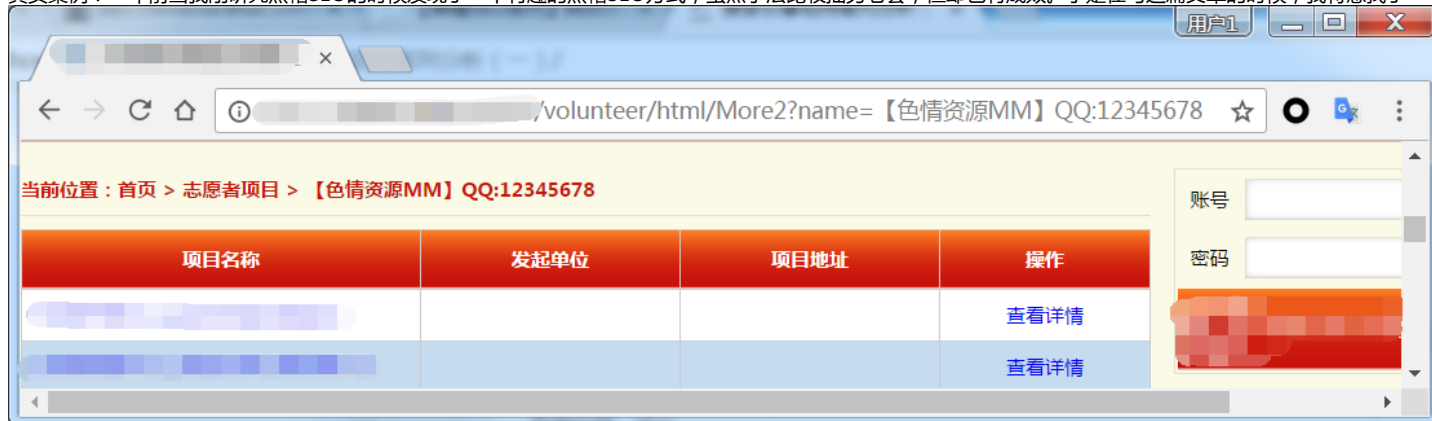 用户1
/volunteer/html/More2?name=【色情资源MM】QQ:12345678
当前位置：首页 > 志愿者项目 > 【色情资源MM】QQ:12345678
账号
项目名称 发起单位 项目地址 操作
密码
查看详情
查看详情